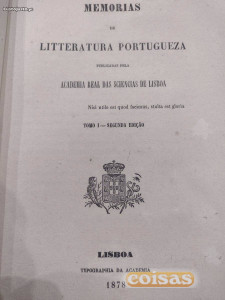 MEMORIAS
DE
LITTERATURA PORTUGUEZA
PUBLICADAS PELA
ACADEMIA REAL DAS SCIENCIAS DE LISBOA
Nisi utile est quod facimus, stulta est gloria
TOMO I — SEGUNDA EDIÇÃO
LISBOA
TYPOGRAPHIA DA ACADEMIA
1878
coisas